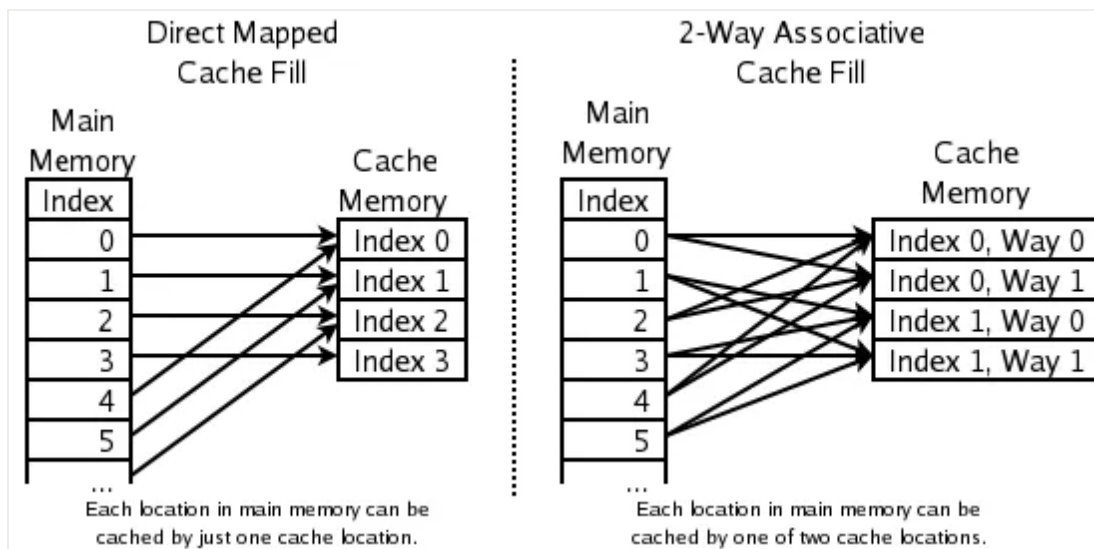 Direct Mapped
Cache Fill
Main
Memory
Index
0
1
2
3
4
5
...
Cache
Memory
Index 0
Index 1
Index 2
Index 3
Each location in main memory can be
cached by just one cache location.
2-Way Associative
Cache Fill
Main
Memory
Index
0
1
2
3
4
5
...
Cache
Memory
Index 0, Way 0
Index 0, Way 1
Index 1, Way 0
Index 1, Way 1
Each location in main memory can be
cached by one of two cache locations.